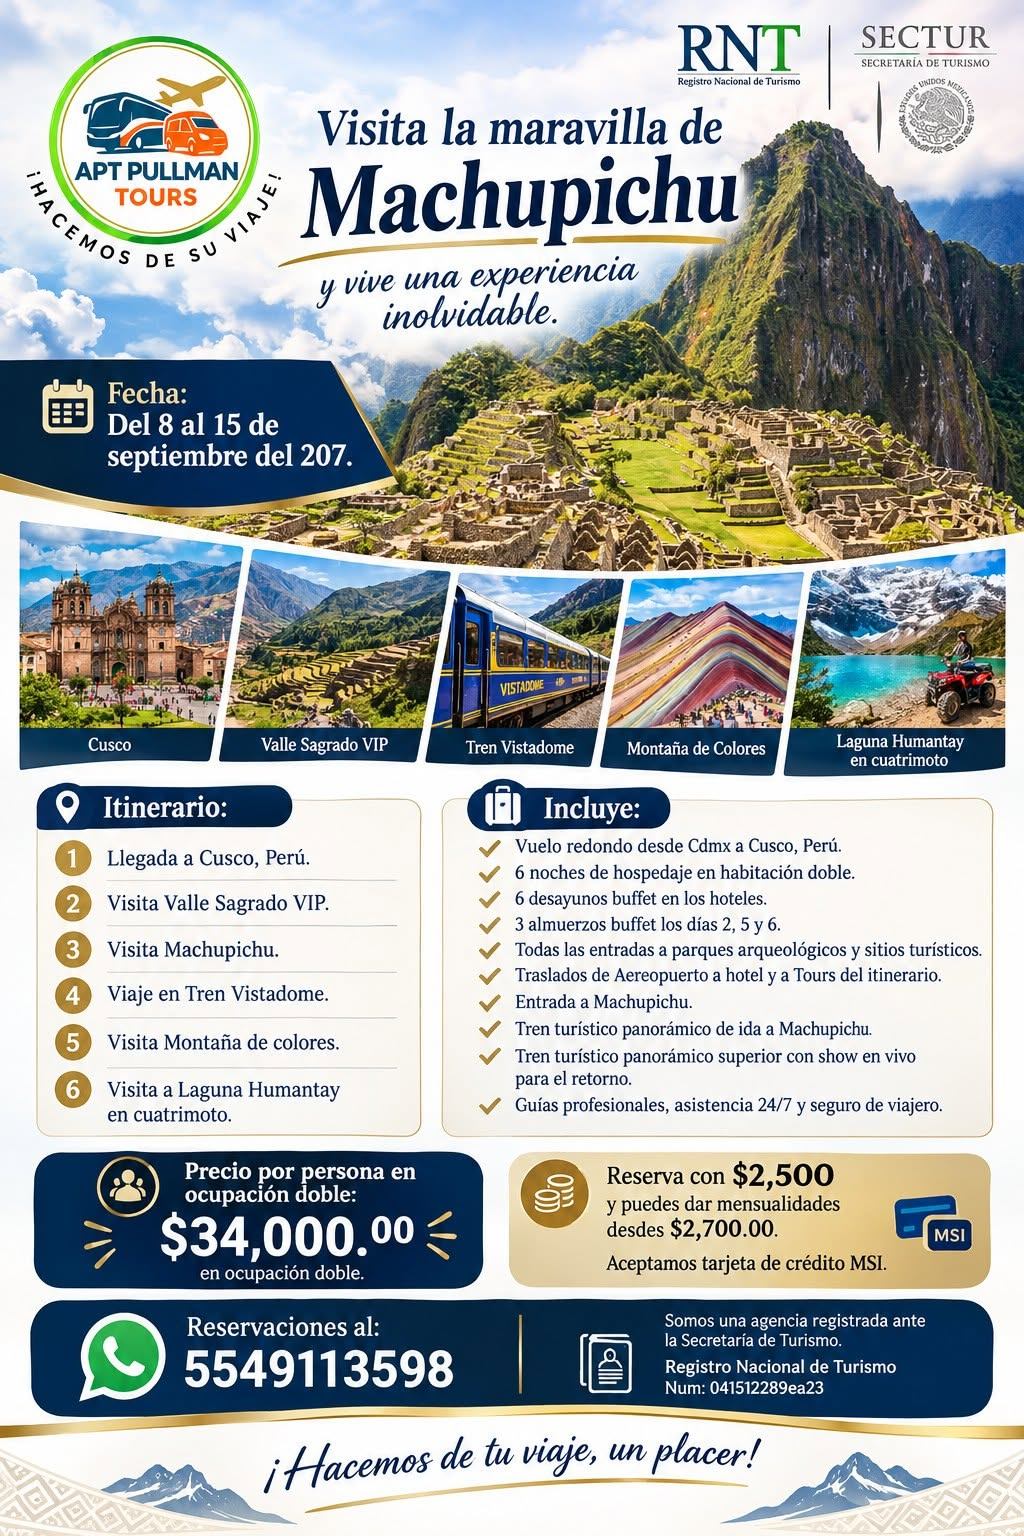 RNT
Registro Nacional de Turismo
SECTUR
SECRETARÍA DE TURISMO
ESTADOS UNIDOS MEXICANOS
APT PULLMAN
TOURS
¡HACEMOS DE SU VIAJE!
Visita la maravilla de
Machupichu
y vive una experiencia
inolvidable.
Fecha:
Del 8 al 15 de
septiembre del 207.
VISTADOME
Cusco
Valle Sagrado VIP
Tren Vistadome
Montaña de Colores
Laguna Humantay
en cuatrimoto
Itinerario:
1 Llegada a Cusco, Perú.
2 Visita Valle Sagrado VIP.
3 Visita Machupichu.
4 Viaje en Tren Vistadome.
5 Visita Montaña de colores.
6 Visita a Laguna Humantay
en cuatrimoto.
Incluye:
Vuelo redondo desde Cdmx a Cusco, Perú.
6 noches de hospedaje en habitación doble.
6 desayunos buffet en los hoteles.
3 almuerzos buffet los días 2, 5 y 6.
Todas las entradas a parques arqueológicos y sitios turísticos.
Traslados de Aereopuerto a hotel y a Tours del itinerario.
Entrada a Machupichu.
Tren turístico panorámico de ida a Machupichu.
Tren turístico panorámico superior con show en vivo
para el retorno.
Guías profesionales, asistencia 24/7 y seguro de viajero.
Precio por persona en
ocupación doble:
$34,000.00
en ocupación doble.
Reserva con $2,500
y puedes dar mensualidades
desdes $2,700.00.
Aceptamos tarjeta de crédito MSI.
MSI
Reservaciones al:
5549113598
Somos una agencia registrada ante
la Secretaría de Turismo.
Registro Nacional de Turismo
Num: 041512289ea23
¡Hacemos de tu viaje, un placer!